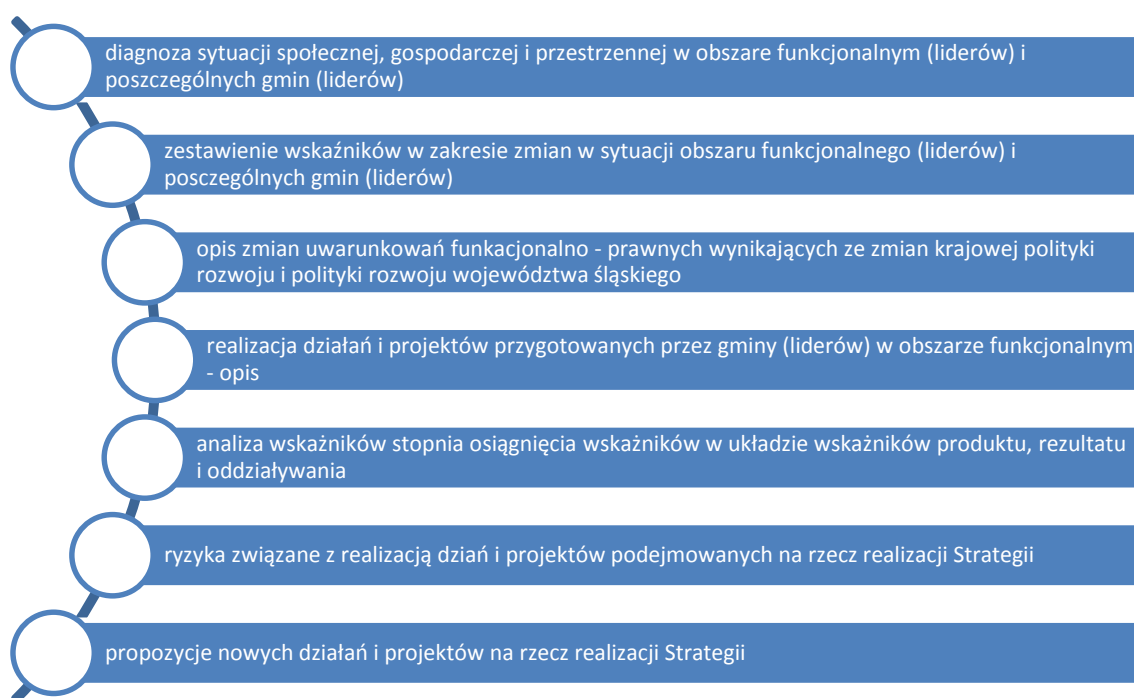 diagnoza sytuacji społecznej, gospodarczej i przestrzennej w obszare funkcjonalnym (liderów) i
poszczególnych gmin (liderów)
zestawienie wskaźników w zakresie zmian w sytuacji obszaru funkcjonalnego (liderów) i
posczególnych gmin (liderów)
opis zmian uwarunkowań funkacjonalno - prawnych wynikających ze zmian krajowej polityki
rozwoju i polityki rozwoju województwa śląskiego
realizacja działań i projektów przygotowanych przez gminy (liderów) w obszarze funkcjonalnym
- opis
analiza wskażników stopnia osiągnięcia wskażników w układzie wskażników produktu, rezultatu
i oddziaływania
ryzyka związane z realizacją dziań i projektów podejmowanych na rzecz realizacji Strategii
propozycje nowych działań i projektów na rzecz realizacji Strategii